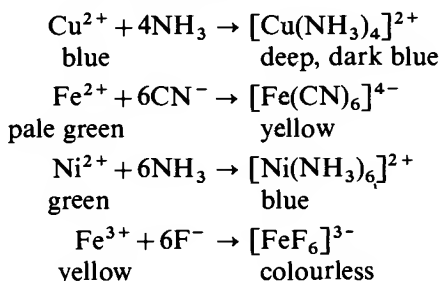 Cu²⁺ + 4NH₃ → [Cu(NH₃)₄]²⁺
blue deep, dark blue
Fe²⁺ + 6CN⁻ → [Fe(CN)₆]⁴⁻
pale green yellow
Ni²⁺ + 6NH₃ → [Ni(NH₃)₆]²⁺
green blue
Fe³⁺ + 6F⁻ → [FeF₆]³⁻
yellow colourless